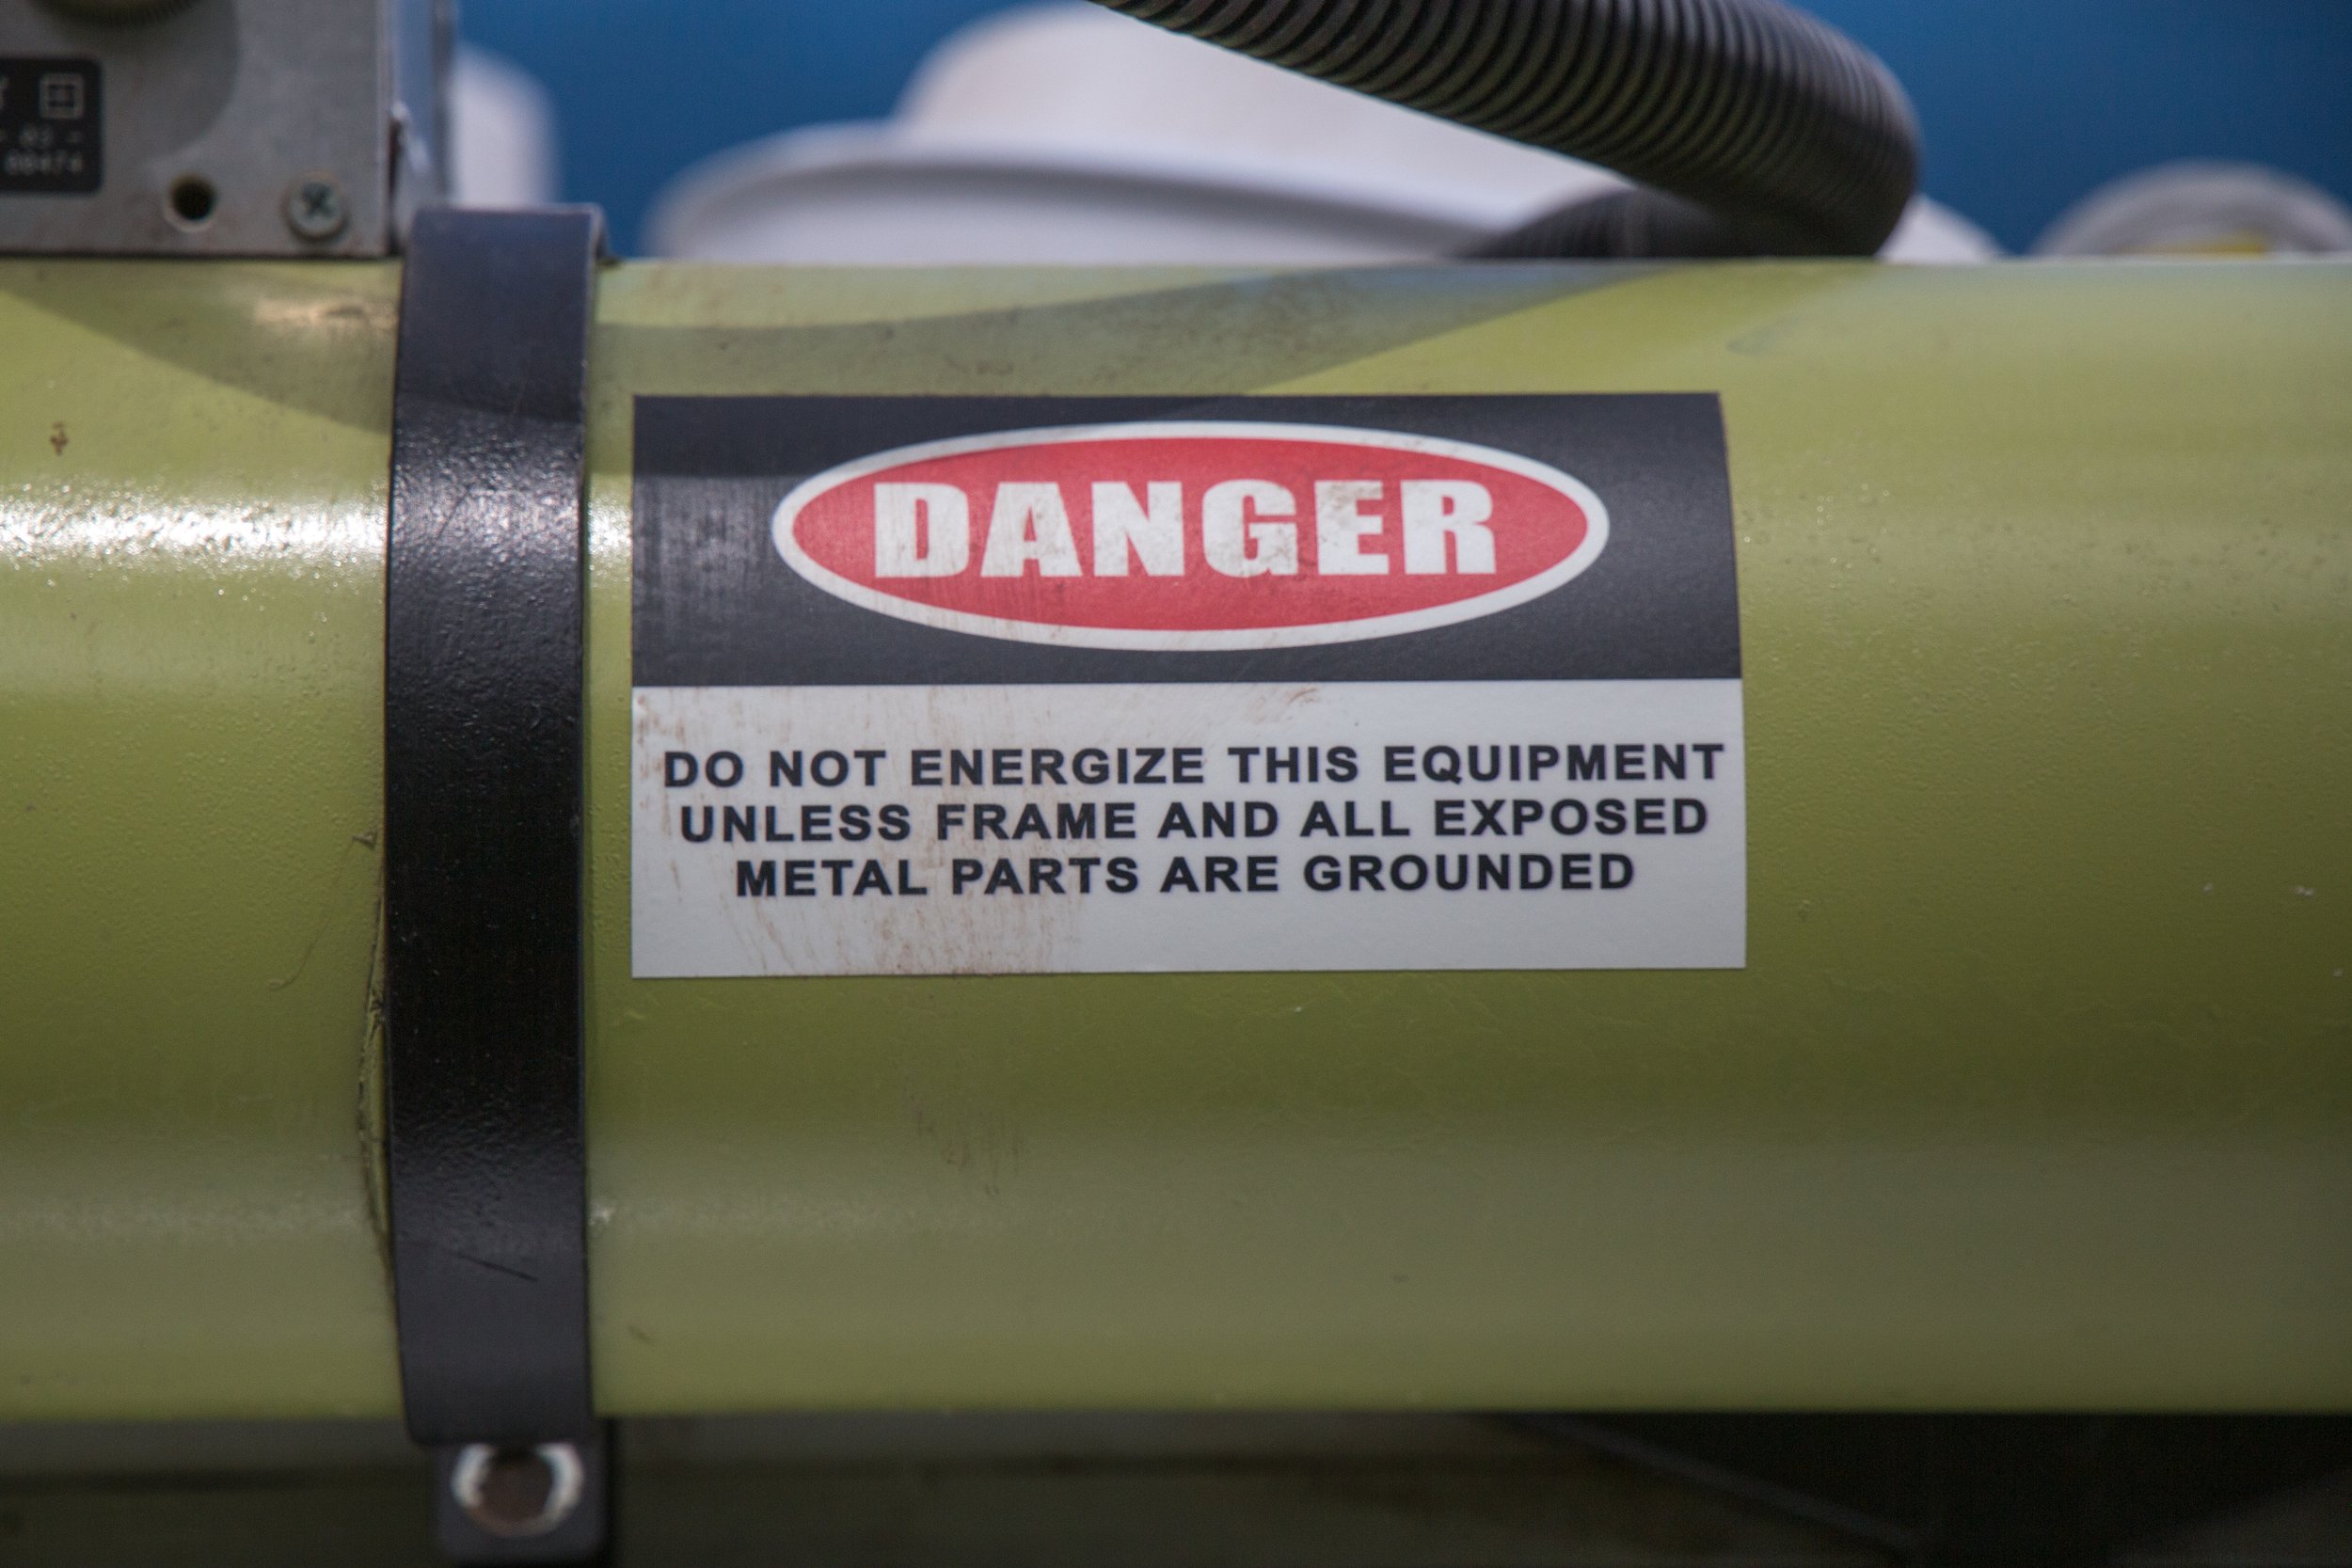 DANGER
DO NOT ENERGIZE THIS EQUIPMENT
UNLESS FRAME AND ALL EXPOSED
METAL PARTS ARE GROUNDED